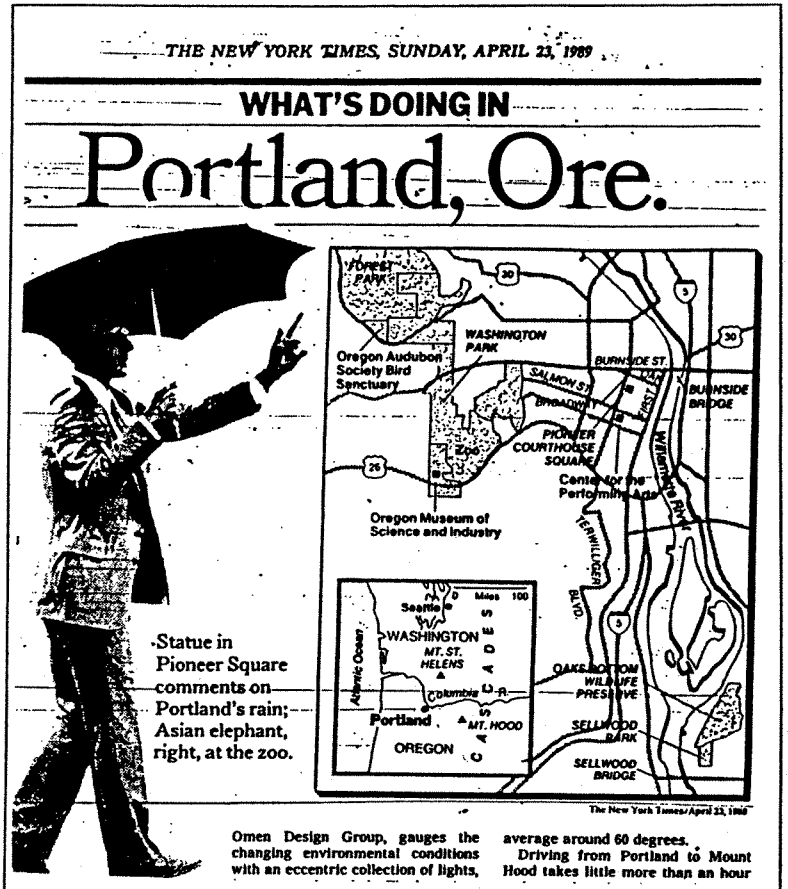 THE NEW YORK TIMES, SUNDAY, APRIL 23, 1989
WHAT'S DOING IN
Portland, Ore.
FOREST
PARK
30
5
30
WASHINGTON
PARK
Oregon Audubon
Society Bird
Sanctuary
BURNSIDE ST.
SALMON ST.
OAK
FIRST
BROADWAY
BURNSIDE
BRIDGE
PIONEER
COURTHOUSE
SQUARE
Zoo
26
Center for the
Performing Arts
Willamette River
Oregon Museum of
Science and Industry
TERWILLIGER
BLVD.
5
0 Miles 100
Seattle
WASHINGTON
MT. ST.
HELENS
Atlantic Ocean
CASCADES
Columbia R.
Portland
MT. HOOD
OREGON
OAKS BOTTOM
WILDLIFE
PRESERVE
SELLWOOD
PARK
SELLWOOD
BRIDGE
Statue in
Pioneer Square
comments on
Portland's rain;
Asian elephant,
right, at the zoo.
The New York Times/April 23, 1989
Omen Design Group, gauges the
changing environmental conditions
with an eccentric collection of lights,
average around 60 degrees.
Driving from Portland to Mount
Hood takes little more than an hour